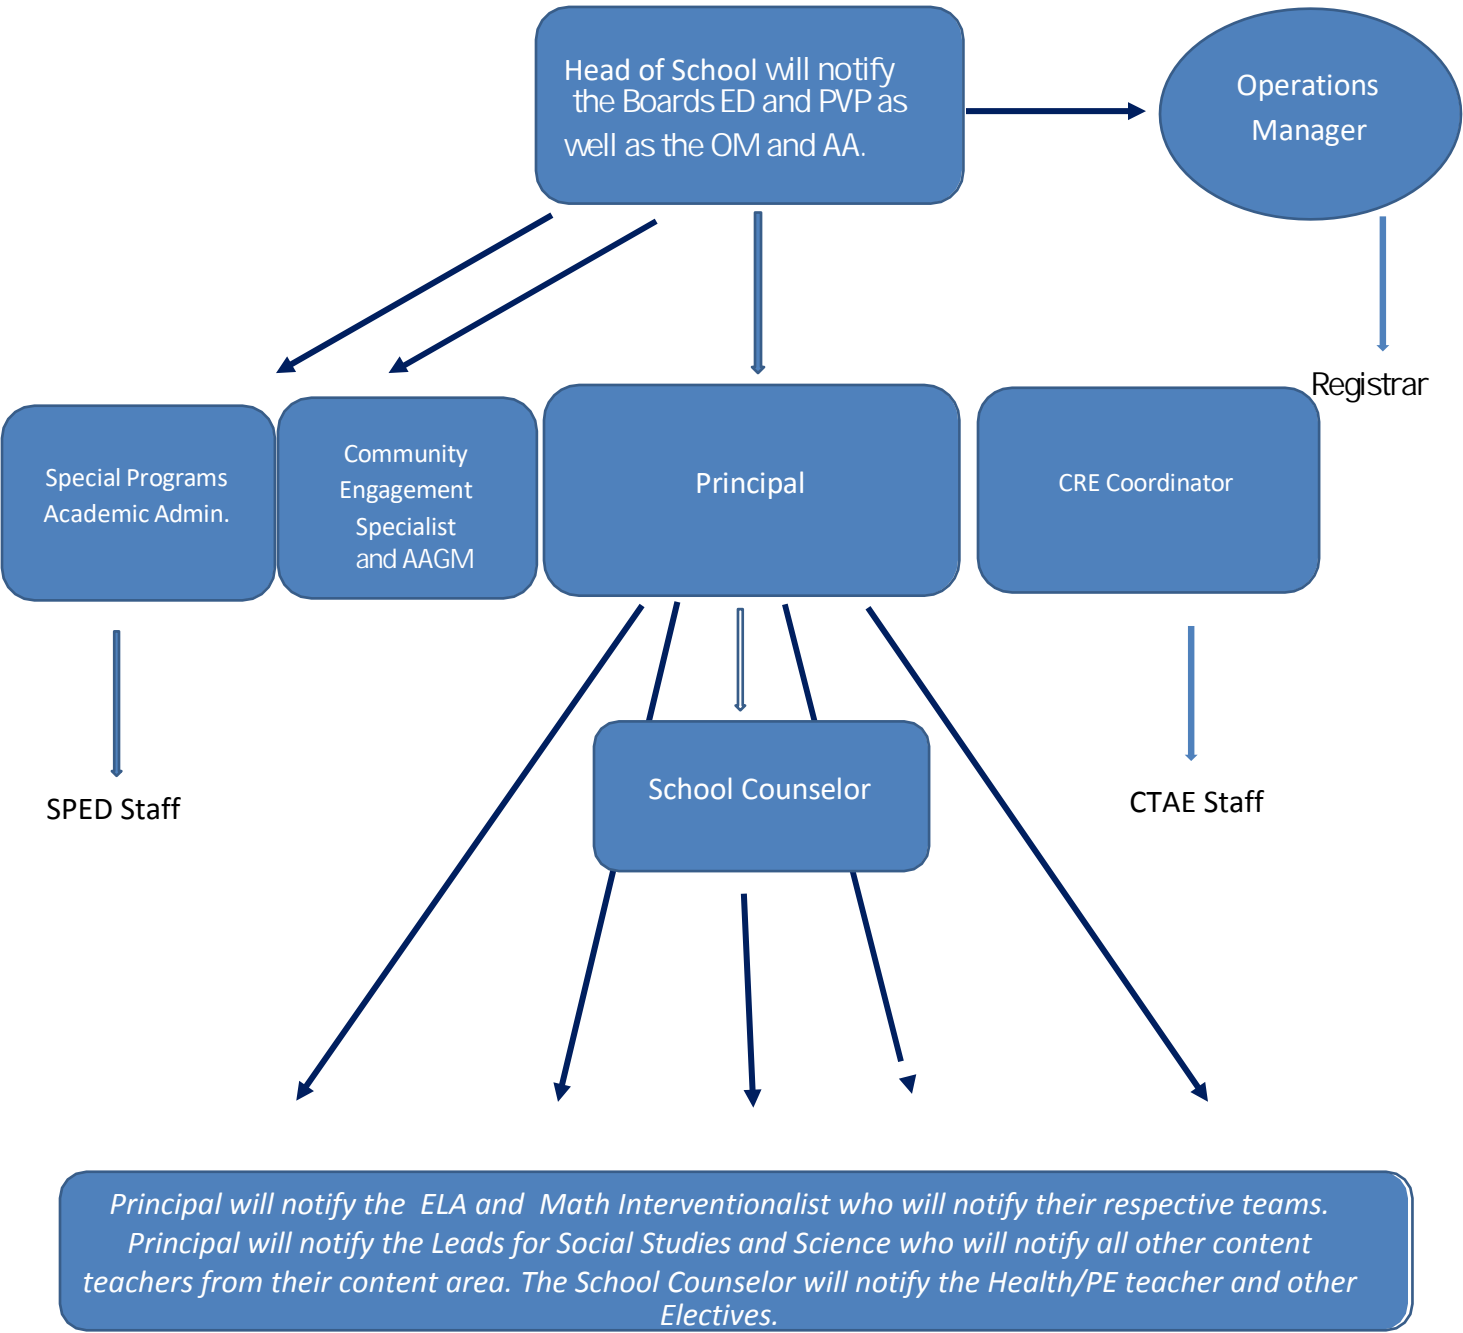 Head of School will notify
the Boards ED and PVP as
well as the OM and AA.
Operations
Manager
Registrar
Special Programs
Academic Admin.
Community
Engagement
Specialist
and AAGM
Principal
CRE Coordinator
School Counselor
SPED Staff
CTAE Staff
Principal will notify the ELA and Math Interventionalist who will notify their respective teams.
Principal will notify the Leads for Social Studies and Science who will notify all other content
teachers from their content area. The School Counselor will notify the Health/PE teacher and other
Electives.